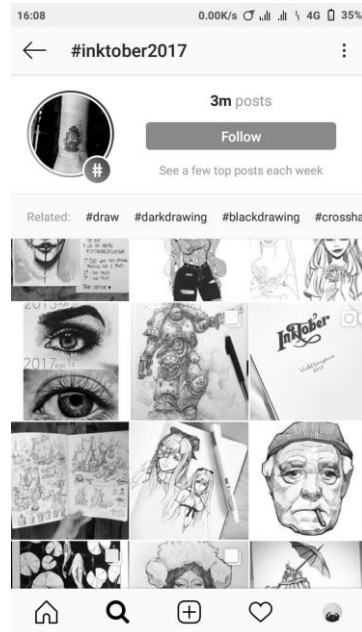 16:08 0.00K/s 4G 35%
#inktober2017
3m posts
Follow
See a few top posts each week
Related: #draw #darkdrawing #blackdrawing #crossha
2017
InkTober